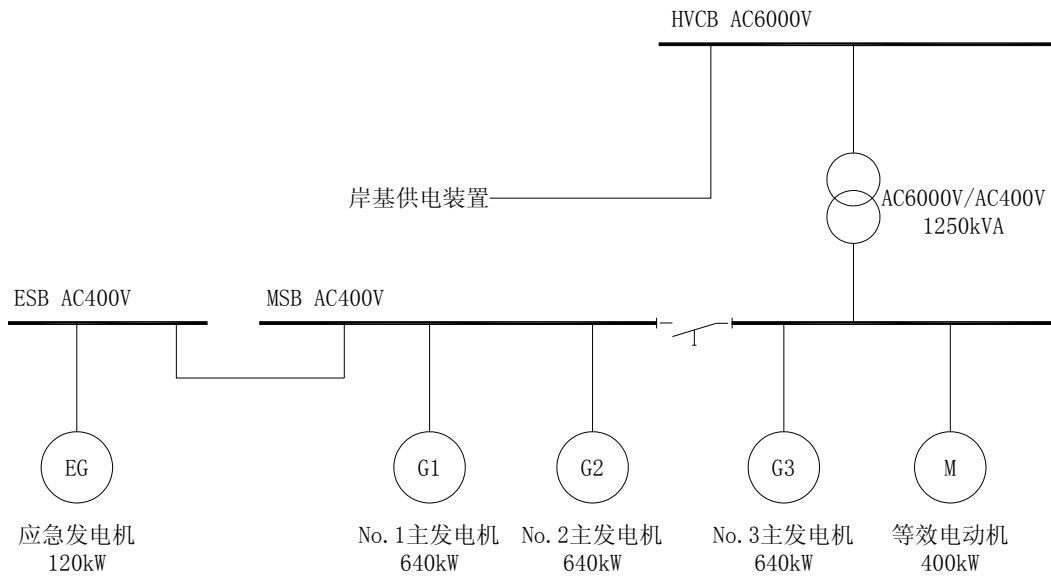 HVCB AC6000V
岸基供电装置
AC6000V/AC400V
1250kVA
ESB AC400V
MSB AC400V
EG
G1
G2
G3
M
应急发电机
120kW
No.1主发电机
640kW
No.2主发电机
640kW
No.3主发电机
640kW
等效电动机
400kW